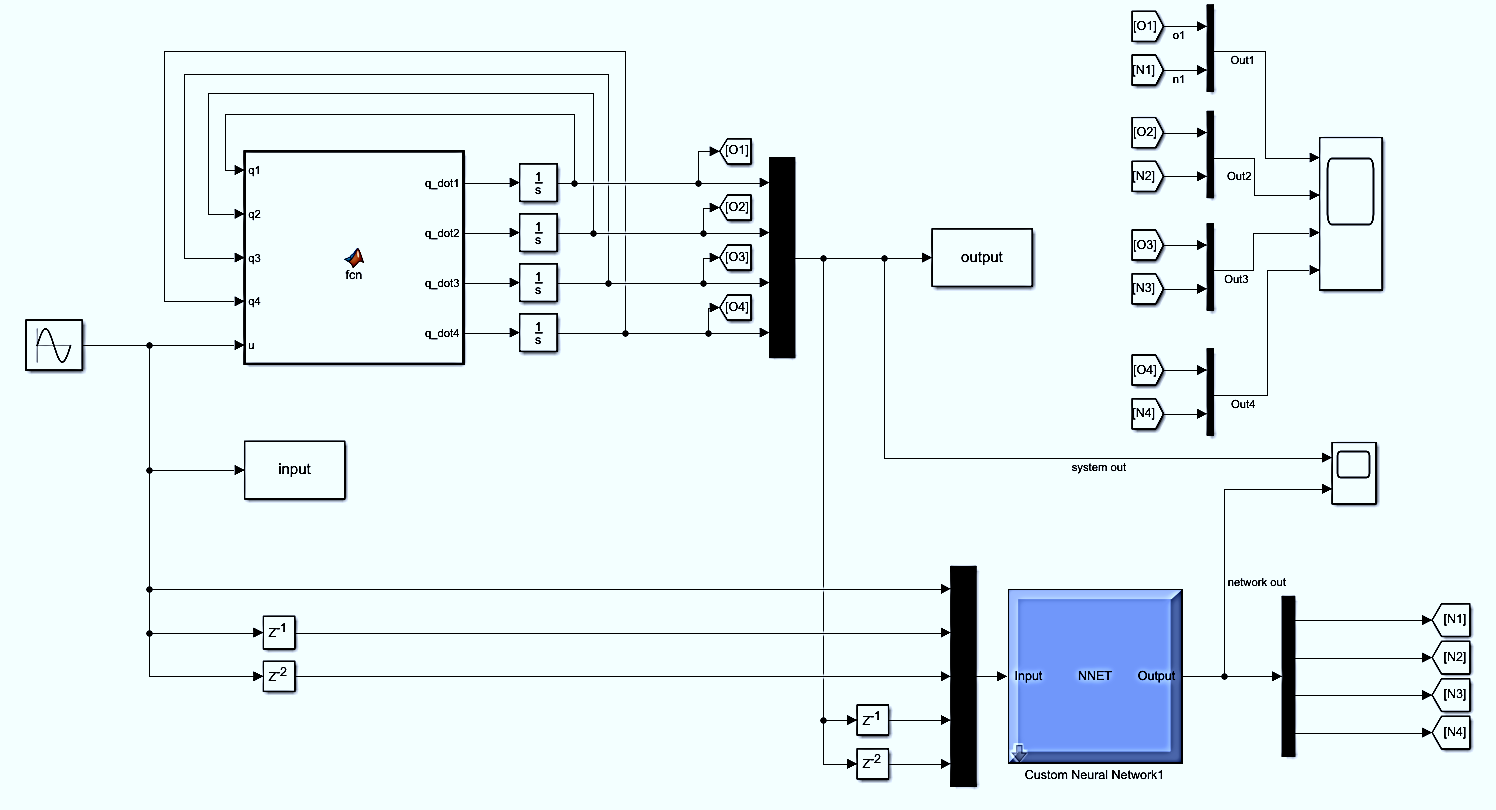 [O1]
o1
[N1]
n1
Out1
[O2]
[N2]
Out2
[O3]
[N3]
Out3
[O4]
[N4]
Out4
q1
q2
q3
q4
u
fcn
q_dot1
q_dot2
q_dot3
q_dot4
1
s
1
s
1
s
1
s
[O1]
[O2]
[O3]
[O4]
output
input
system out
network out
Z-1
Z-2
Z-1
Z-2
Input NNET Output
Custom Neural Network1
[N1]
[N2]
[N3]
[N4]